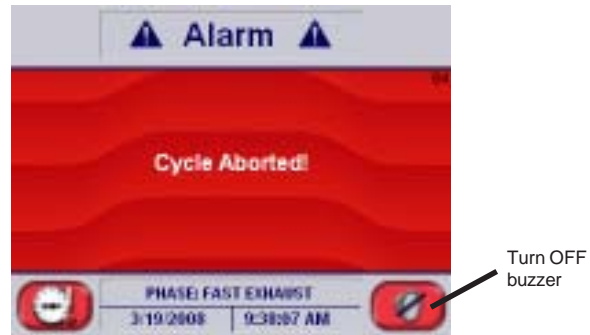 Alarm
Cycle Aborted!
Turn OFF
buzzer
PHASE: FAST EXHAUST
3/19/2008 9:38:07 AM